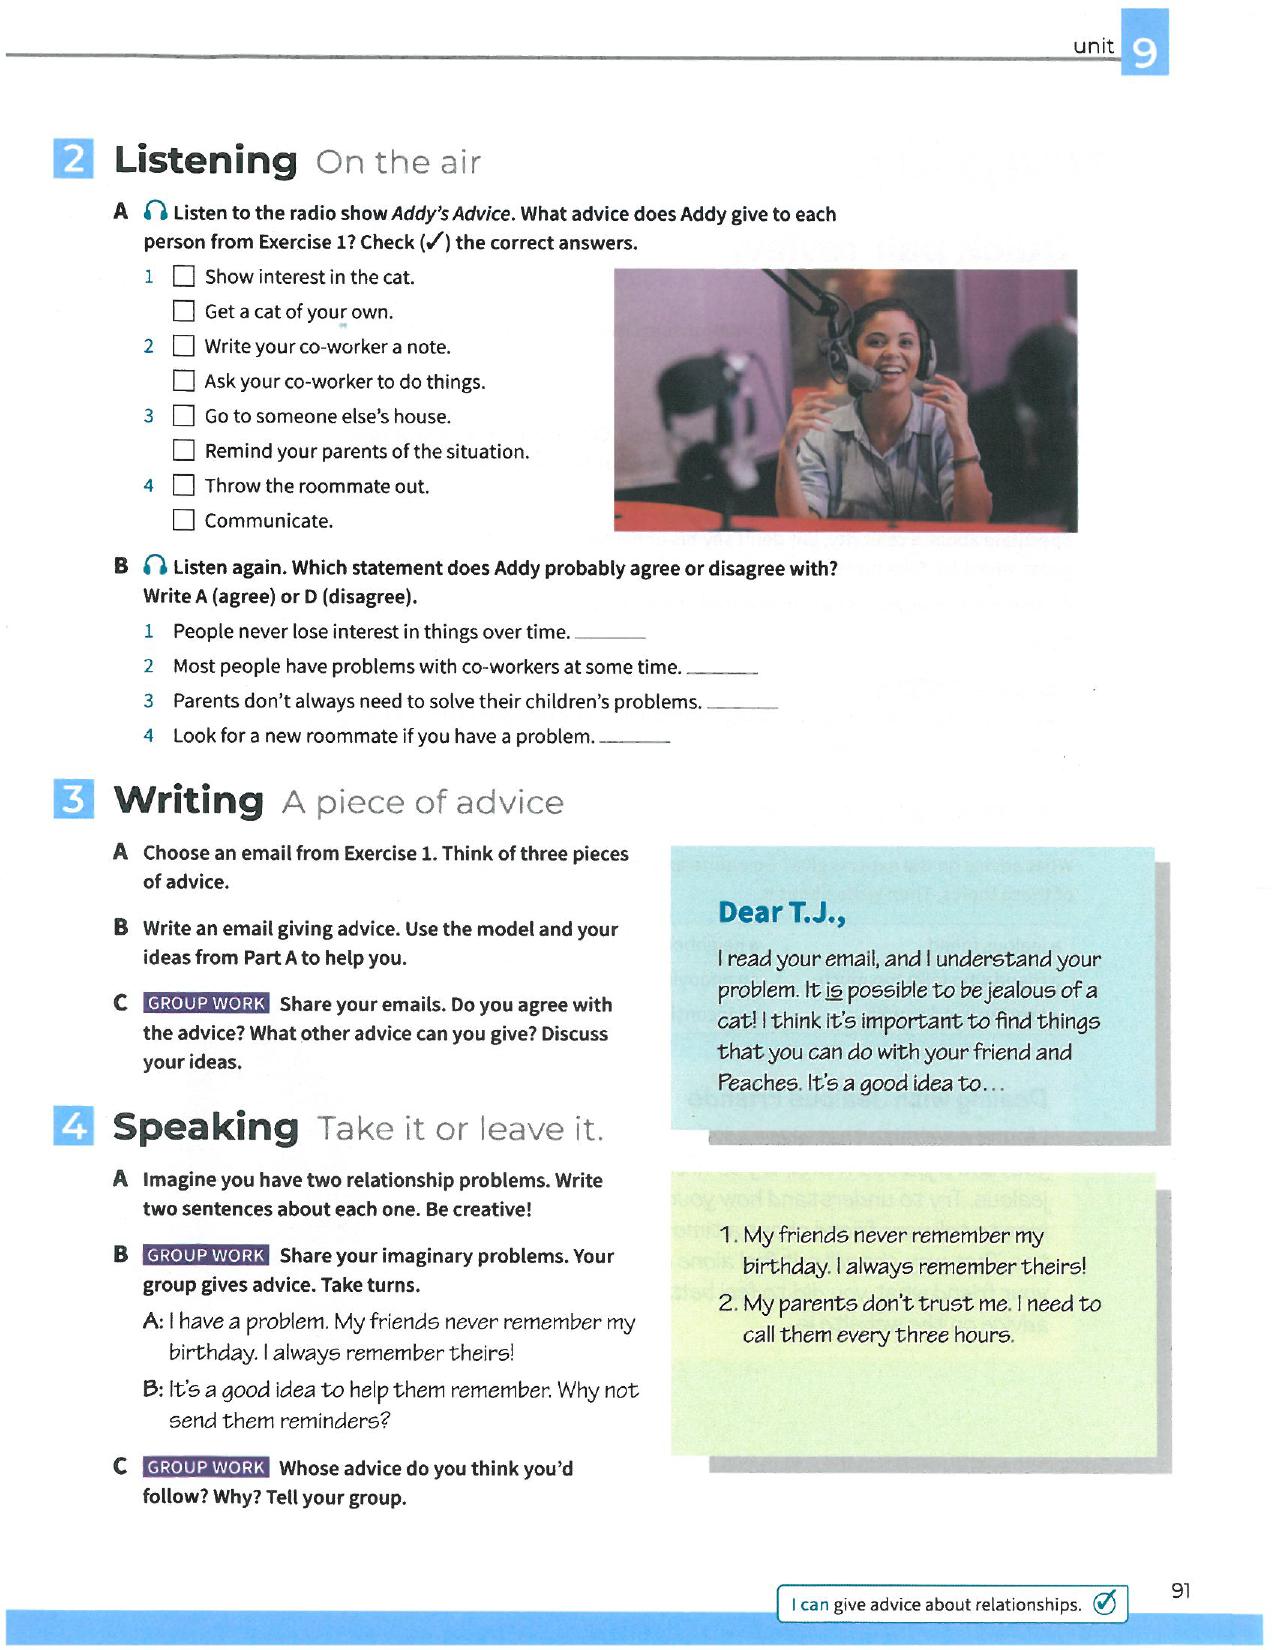 unit 9
2 Listening On the air
A Listen to the radio show Addy's Advice. What advice does Addy give to each
person from Exercise 1? Check (✓) the correct answers.
1 ☐ Show interest in the cat.
☐ Get a cat of your own.
2 ☐ Write your co-worker a note.
☐ Ask your co-worker to do things.
3 ☐ Go to someone else's house.
☐ Remind your parents of the situation.
4 ☐ Throw the roommate out.
☐ Communicate.
B Listen again. Which statement does Addy probably agree or disagree with?
Write A (agree) or D (disagree).
1 People never lose interest in things over time. ______
2 Most people have problems with co-workers at some time. ______
3 Parents don't always need to solve their children's problems. ______
4 Look for a new roommate if you have a problem. ______
3 Writing A piece of advice
A Choose an email from Exercise 1. Think of three pieces
of advice.
B Write an email giving advice. Use the model and your
ideas from Part A to help you.
C GROUP WORK Share your emails. Do you agree with
the advice? What other advice can you give? Discuss
your ideas.
Dear T.J.,
I read your email, and I understand your
problem. It is possible to be jealous of a
cat! I think it's important to find things
that you can do with your friend and
Peaches. It's a good idea to...
4 Speaking Take it or leave it.
A Imagine you have two relationship problems. Write
two sentences about each one. Be creative!
B GROUP WORK Share your imaginary problems. Your
group gives advice. Take turns.
A: I have a problem. My friends never remember my
birthday. I always remember theirs!
B: It's a good idea to help them remember. Why not
send them reminders?
C GROUP WORK Whose advice do you think you'd
follow? Why? Tell your group.
1. My friends never remember my
birthday. I always remember theirs!
2. My parents don't trust me. I need to
call them every three hours.
I can give advice about relationships.
91